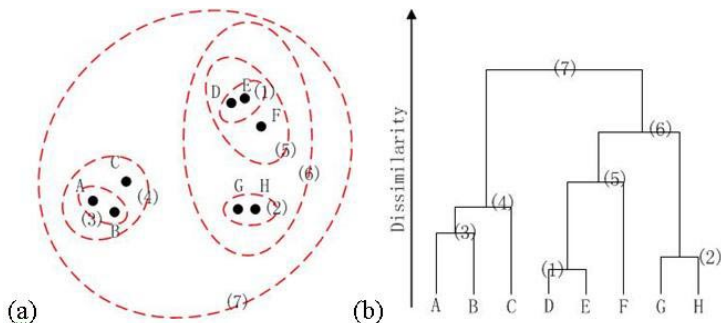 D E (1)
F
(5)
(6)
C
A
(4)
(3)
B
G H
(2)
(7)
(a)
Dissimilarity
(7)
(6)
(5)
(4)
(3)
(2)
(1)
A B C D E F G H
(b)